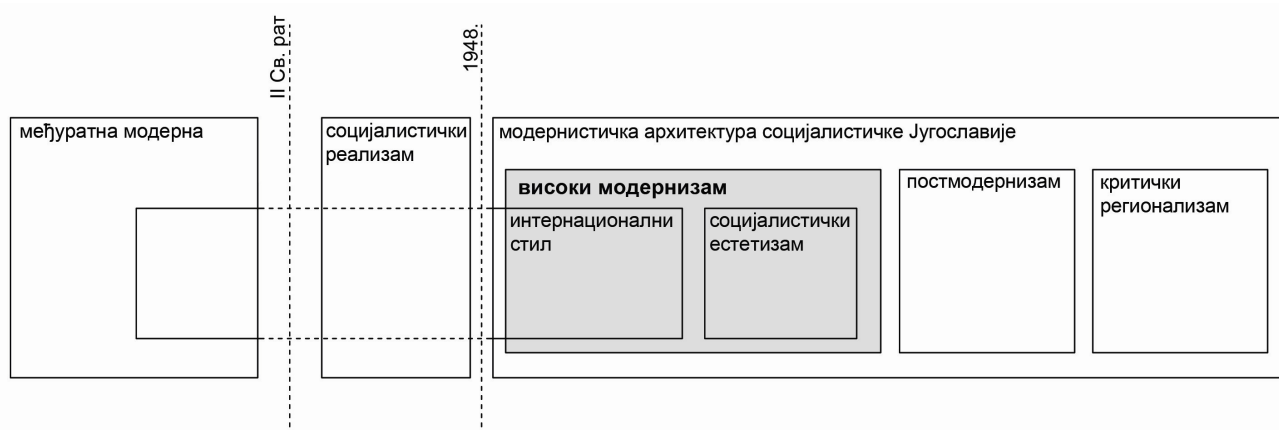 II Св. рат
1948.
међуратна модерна
социјалистички
реализам
модернистичка архитектура социјалистичке Југославије
високи модернизам
интернационални
стил
социјалистички
естетизам
постмодернизам
критички
регионализам